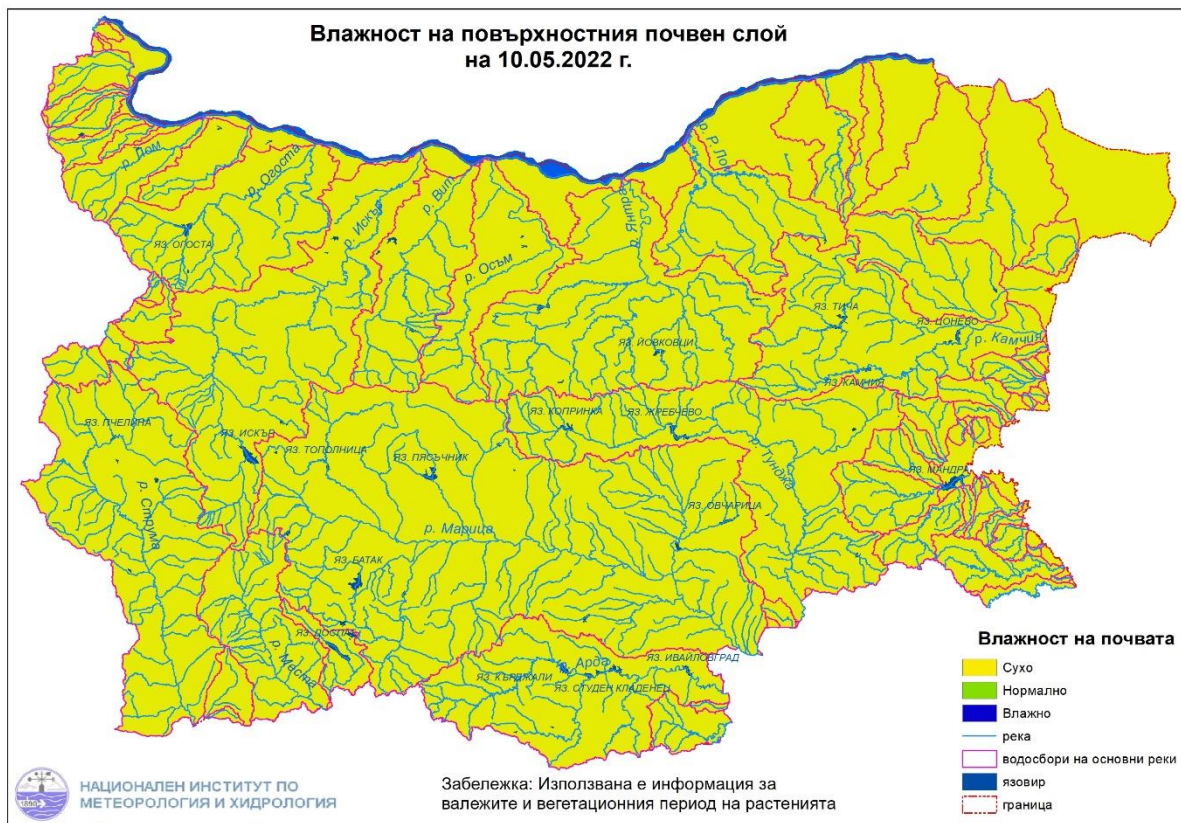 Влажност на повърхностния почвен слой
на 10.05.2022 г.
р. Лом
р. Огоста
р. Искър
р. Вит
р. Осъм
р. Янтра
р. Р Лом
ЯЗ. ОГОСТА
ЯЗ. ТИЧА
ЯЗ. ЦОНЕВО
р. Камчия
ЯЗ. ЙОВКОВЦИ
ЯЗ. КАМЧИЯ
ЯЗ. ПЧЕЛИНА
ЯЗ. ИСКЪР
ЯЗ. ТОПОЛНИЦА
ЯЗ. ПЯСЪЧНИК
ЯЗ. КОПРИНКА
ЯЗ. ЖРЕБЧЕВО
р. Тунджа
ЯЗ. МАНДРА
р. Струма
р. Марица
ЯЗ. ОВЧАРИЦА
ЯЗ. БАТАК
ЯЗ. ДОСПАТ
р. Места
р. Арда
ЯЗ. КЪРДЖАЛИ
ЯЗ. СТУДЕН КЛАДЕНЕЦ
ЯЗ. ИВАЙЛОВГРАД
Влажност на почвата
Сухо
Нормално
Влажно
река
водосбори на основни реки
язовир
граница
1890
НАЦИОНАЛЕН ИНСТИТУТ ПО
МЕТЕОРОЛОГИЯ И ХИДРОЛОГИЯ
Забележка: Използвана е информация за
валежите и вегетационния период на растенията